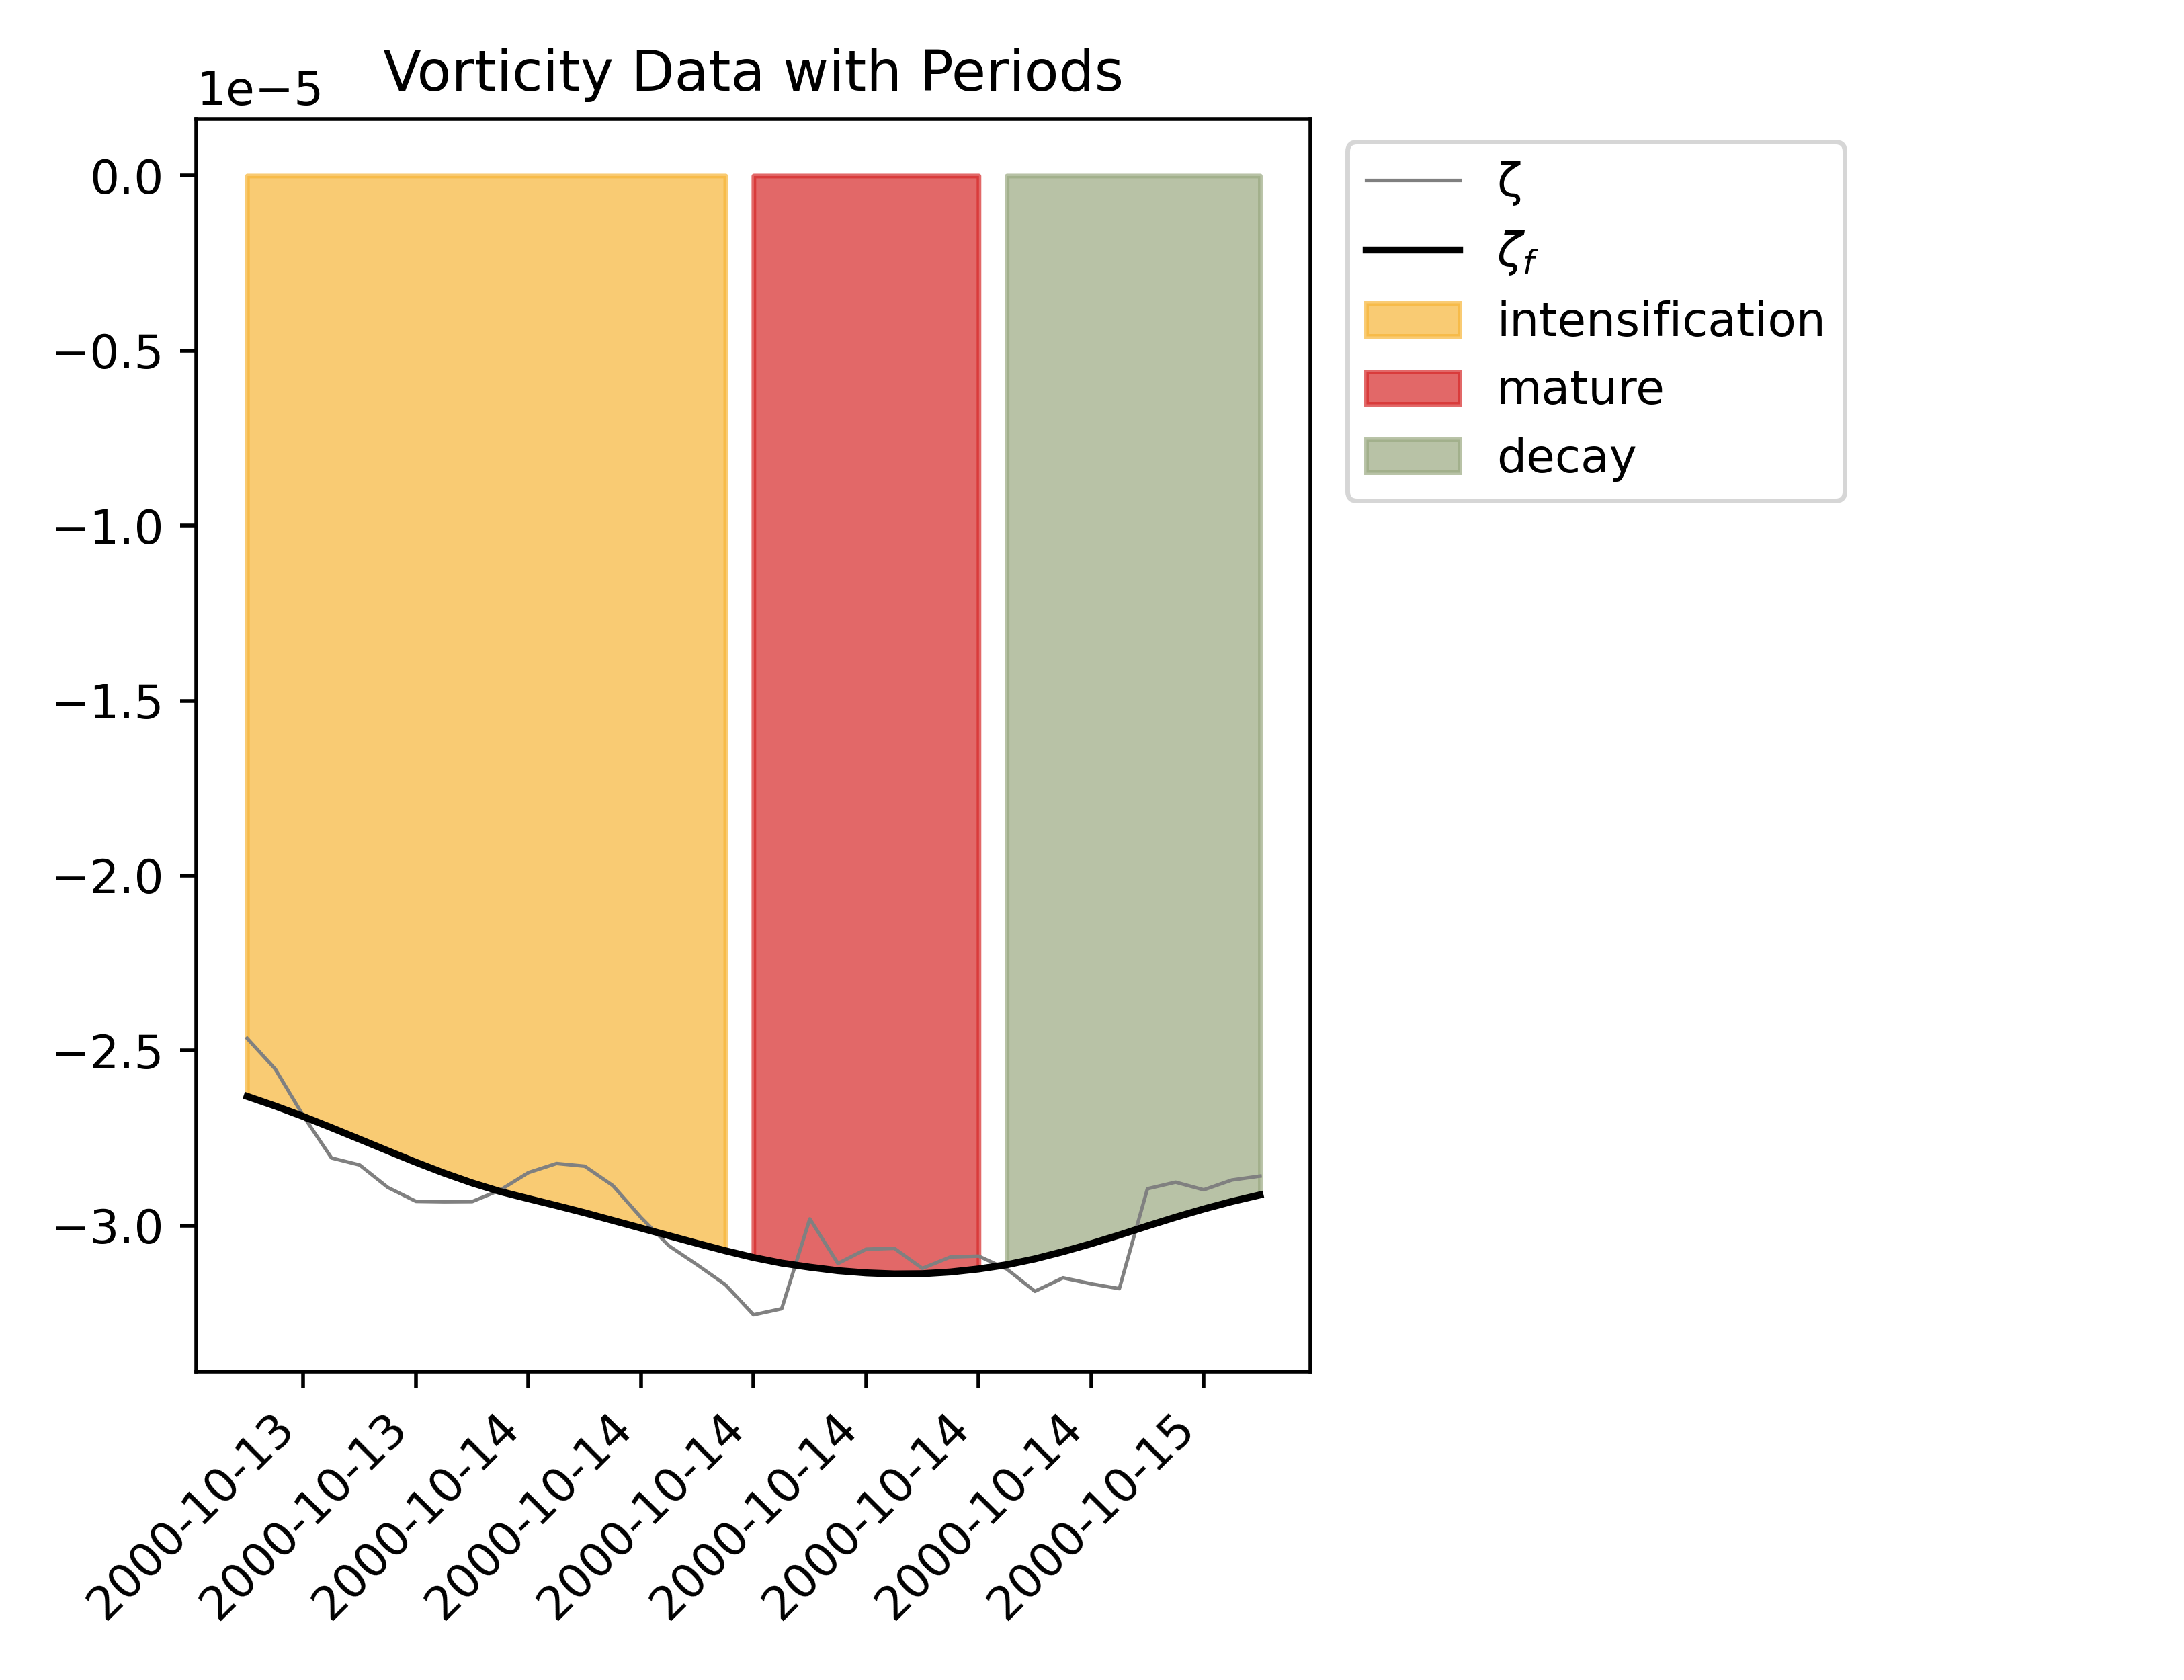 Vorticity Data with Periods
1e−5
0.0
−0.5
−1.0
−1.5
−2.0
−2.5
−3.0
2000-10-13
2000-10-13
2000-10-14
2000-10-14
2000-10-14
2000-10-14
2000-10-14
2000-10-14
2000-10-15
ζ
ζf
intensification
mature
decay